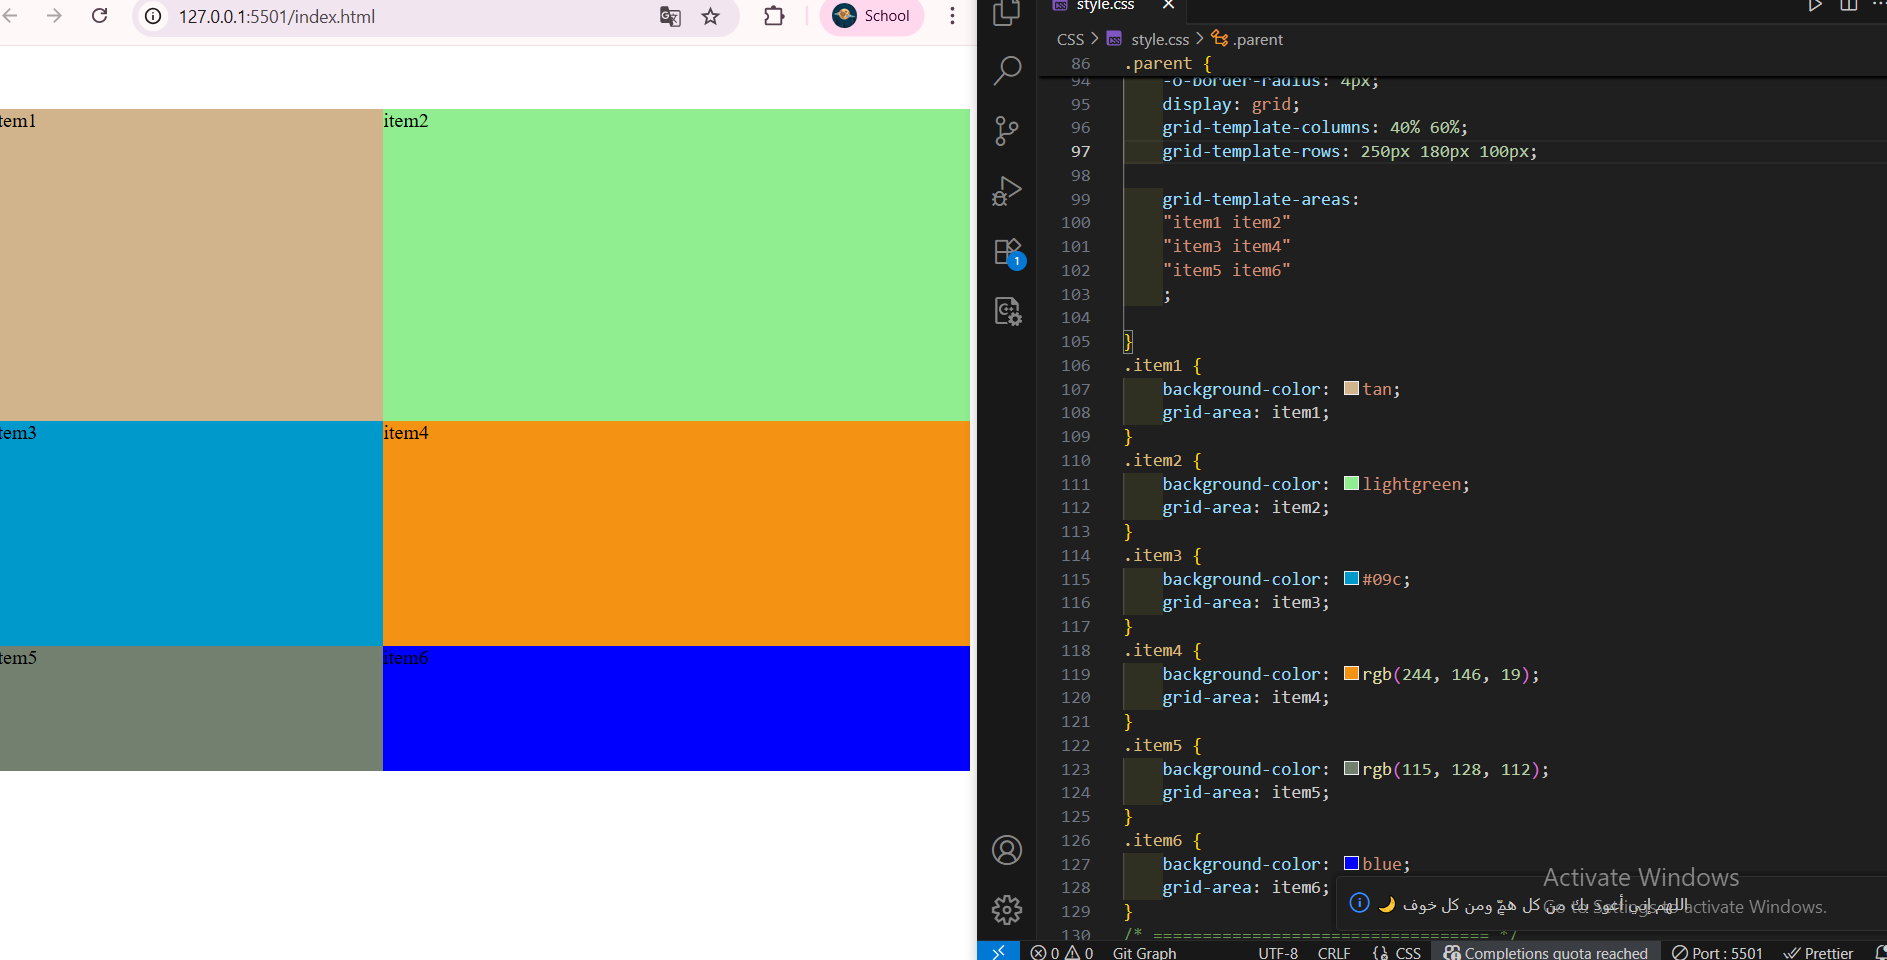 127.0.0.1:5501/index.html
School
tem1
item2
tem3
item4
tem5
item6
style.css
CSS > style.css > .parent
86 .parent {
94 -o-border-radius: 4px;
95 display: grid;
96 grid-template-columns: 40% 60%;
97 grid-template-rows: 250px 180px 100px;
98
99 grid-template-areas:
100 "item1 item2"
101 "item3 item4"
102 "item5 item6"
103 ;
104
105 }
106 .item1 {
107 background-color: tan;
108 grid-area: item1;
109 }
110 .item2 {
111 background-color: lightgreen;
112 grid-area: item2;
113 }
114 .item3 {
115 background-color: #09c;
116 grid-area: item3;
117 }
118 .item4 {
119 background-color: rgb(244, 146, 19);
120 grid-area: item4;
121 }
122 .item5 {
123 background-color: rgb(115, 128, 112);
124 grid-area: item5;
125 }
126 .item6 {
127 background-color: blue;
128 grid-area: item6;
129 }
130 /* ================================== */
1
Activate Windows
Go to Settings to activate Windows.
اللهم إني أعوذ بك من كل همٍّ ومن كل خوف 🌙
0 0 Git Graph UTF-8 CRLF {} CSS Completions quota reached Port : 5501 Prettier